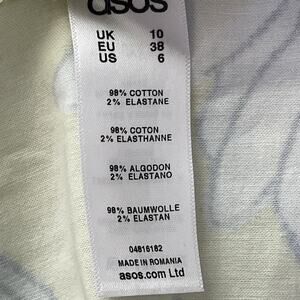 asos
UK 10
EU 38
US 6
98% COTTON
2% ELASTANE
98% COTON
2% ELASTHANNE
98% ALGODON
2% ELASTANO
98% BAUMWOLLE
2% ELASTAN
04816182
MADE IN ROMANIA
asos.com Ltd